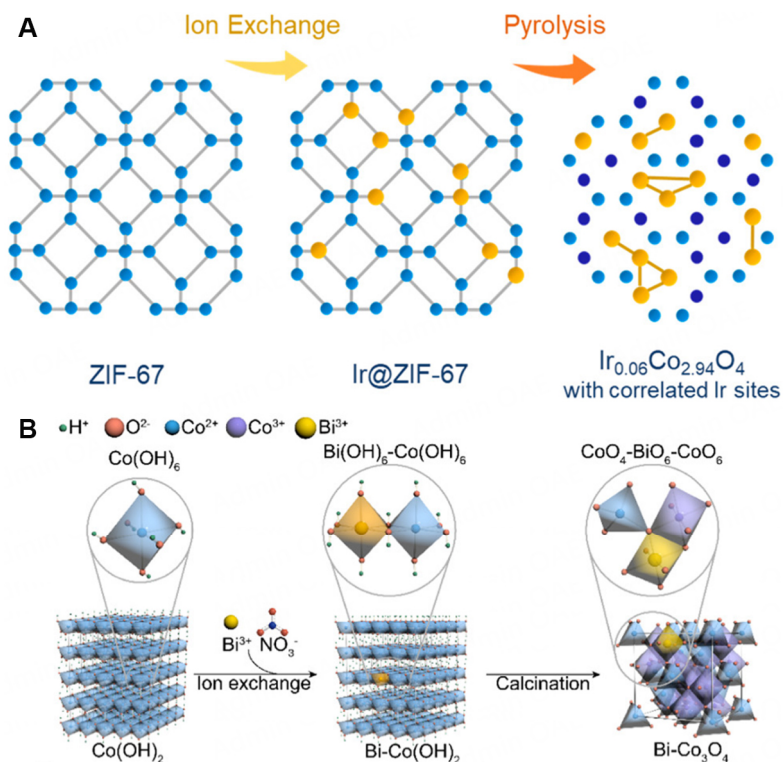 A
Ion Exchange
Pyrolysis
ZIF-67
Ir@ZIF-67
Ir₀.₀₆Co₂.₉₄O₄
with correlated Ir sites
B
H⁺ O²⁻ Co²⁺ Co³⁺ Bi³⁺
Co(OH)₆
Bi(OH)₆-Co(OH)₆
CoO₄-BiO₆-CoO₆
Bi³⁺ NO₃⁻
Ion exchange
Calcination
Co(OH)₂
Bi-Co(OH)₂
Bi-Co₃O₄